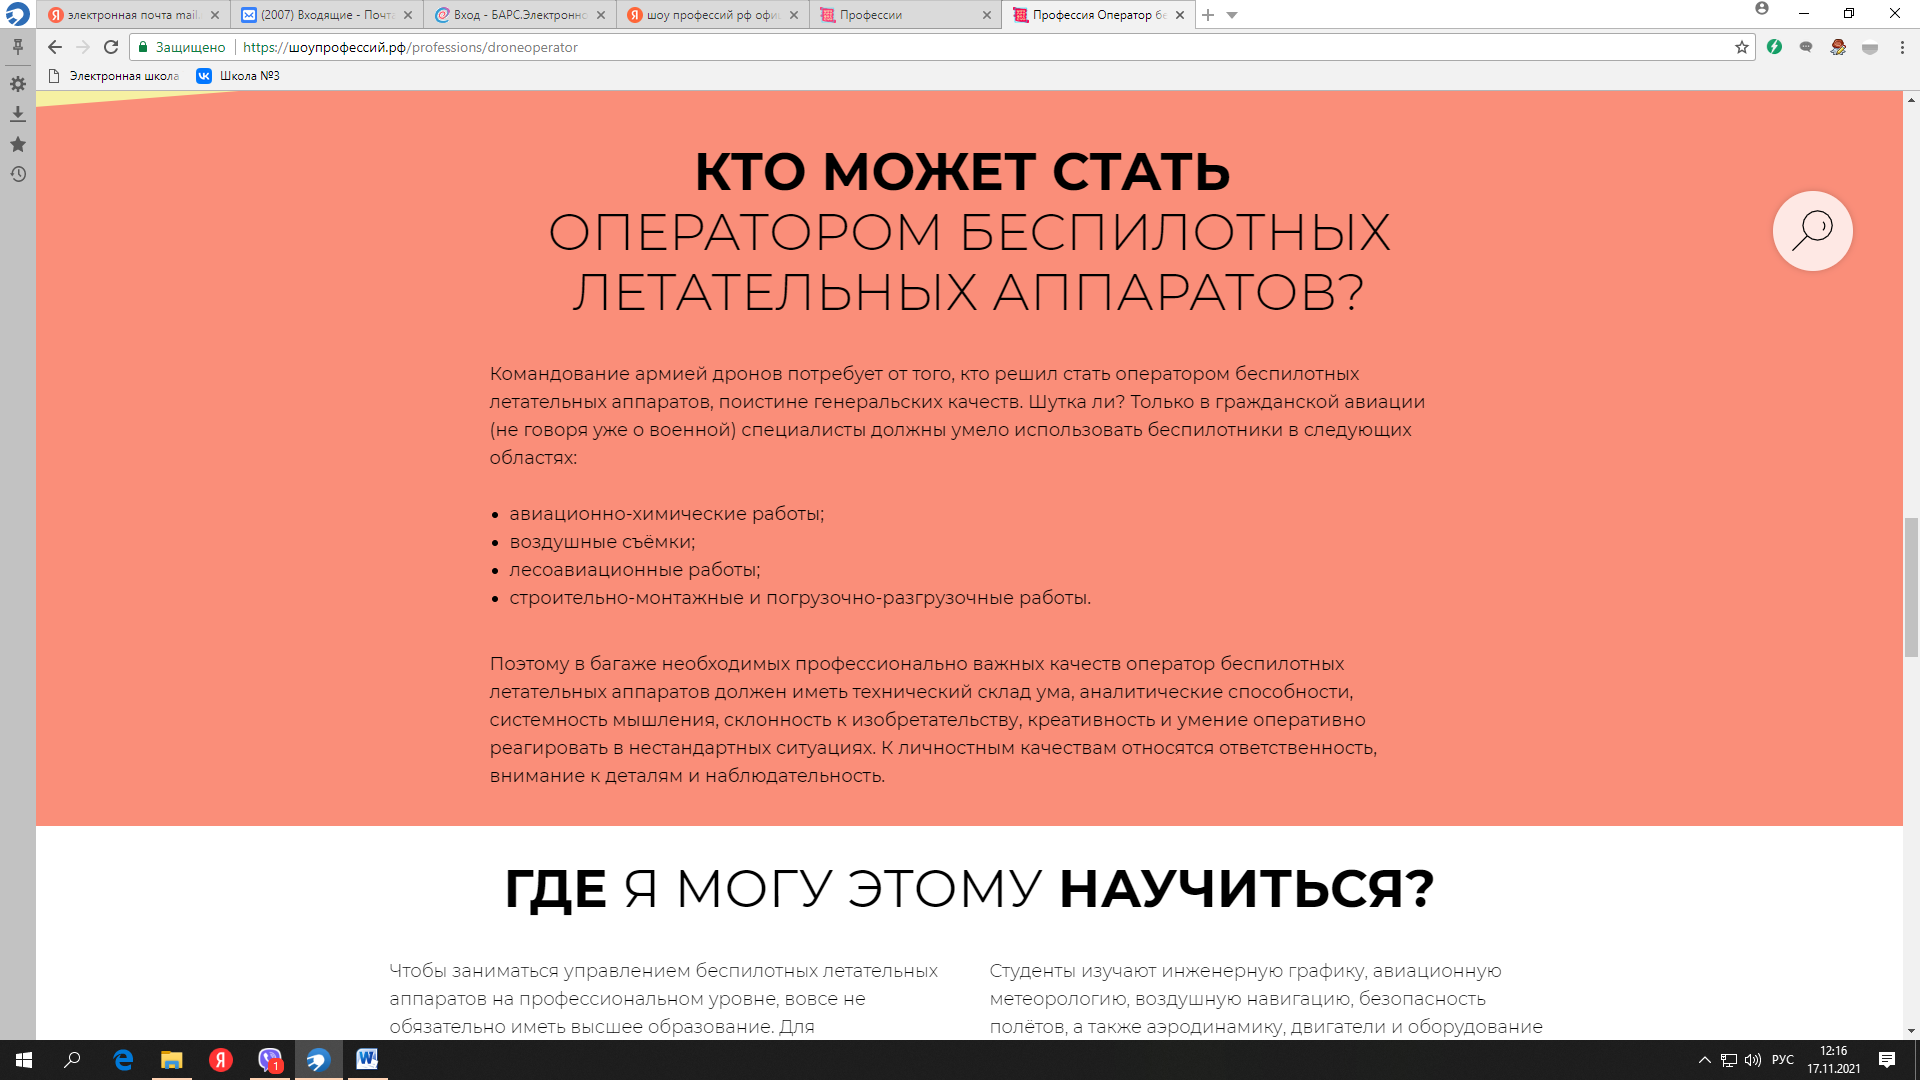 электронная почта mail.
(2007) Входящие - Почта
Вход - БАРС.Электронно
шоу профессий рф офи
Профессии
Профессия Оператор бе
Защищено
https://шоупрофессий.рф/professions/droneoperator
Электронная школа
Школа №3
КТО МОЖЕТ СТАТЬ
ОПЕРАТОРОМ БЕСПИЛОТНЫХ
ЛЕТАТЕЛЬНЫХ АППАРАТОВ?
Командование армией дронов потребует от того, кто решил стать оператором беспилотных
летательных аппаратов, поистине генеральских качеств. Шутка ли? Только в гражданской авиации
(не говоря уже о военной) специалисты должны умело использовать беспилотники в следующих
областях:
• авиационно-химические работы;
• воздушные съёмки;
• лесоавиационные работы;
• строительно-монтажные и погрузочно-разгрузочные работы.
Поэтому в багаже необходимых профессионально важных качеств оператор беспилотных
летательных аппаратов должен иметь технический склад ума, аналитические способности,
системность мышления, склонность к изобретательству, креативность и умение оперативно
реагировать в нестандартных ситуациях. К личностным качествам относятся ответственность,
внимание к деталям и наблюдательность.
ГДЕ Я МОГУ ЭТОМУ НАУЧИТЬСЯ?
Чтобы заниматься управлением беспилотных летательных
аппаратов на профессиональном уровне, вовсе не
обязательно иметь высшее образование. Для
Студенты изучают инженерную графику, авиационную
метеорологию, воздушную навигацию, безопасность
полётов, а также аэродинамику, двигатели и оборудование
1
РУС
12:16
17.11.2021